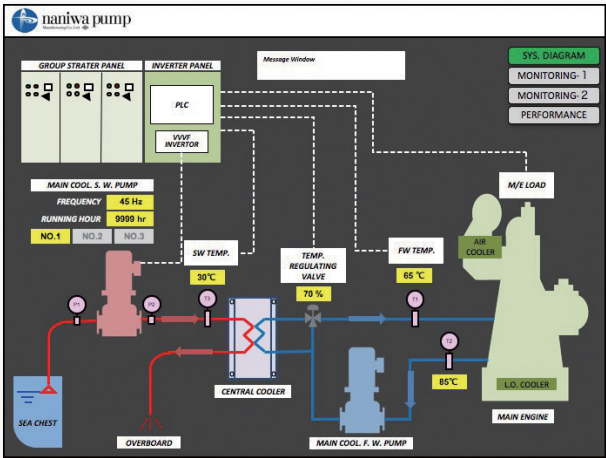 naniwa pump
GROUP STRATER PANEL
INVERTER PANEL
Message Window
SYS. DIAGRAM
MONITORING- 1
MONITORING- 2
PERFORMANCE
PLC
VVVF
INVERTOR
MAIN COOL. S. W. PUMP
FREQUENCY
45 Hz
RUNNING HOUR
9999 hr
NO.1
NO.2
NO.3
SW TEMP.
30℃
TEMP.
REGULATING
VALVE
70 %
FW TEMP.
65 ℃
M/E LOAD
AIR
COOLER
P1
P2
T3
T1
T2
85℃
L.O. COOLER
CENTRAL COOLER
MAIN ENGINE
SEA CHEST
OVERBOARD
MAIN COOL. F. W. PUMP